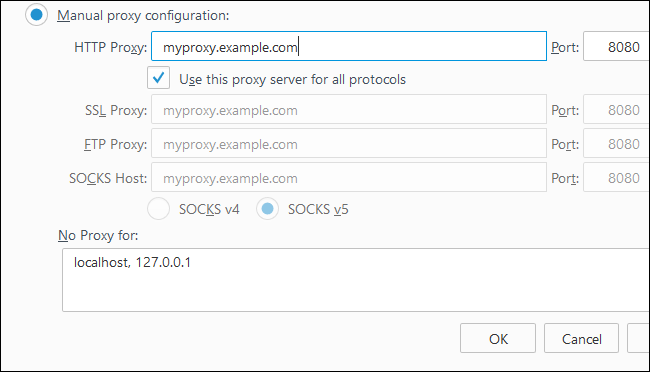 Manual proxy configuration:
HTTP Proxy: myproxy.example.com Port: 8080
Use this proxy server for all protocols
SSL Proxy: myproxy.example.com Port: 8080
FTP Proxy: myproxy.example.com Port: 8080
SOCKS Host: myproxy.example.com Port: 8080
SOCKS v4 SOCKS v5
No Proxy for:
localhost, 127.0.0.1
OK Cancel